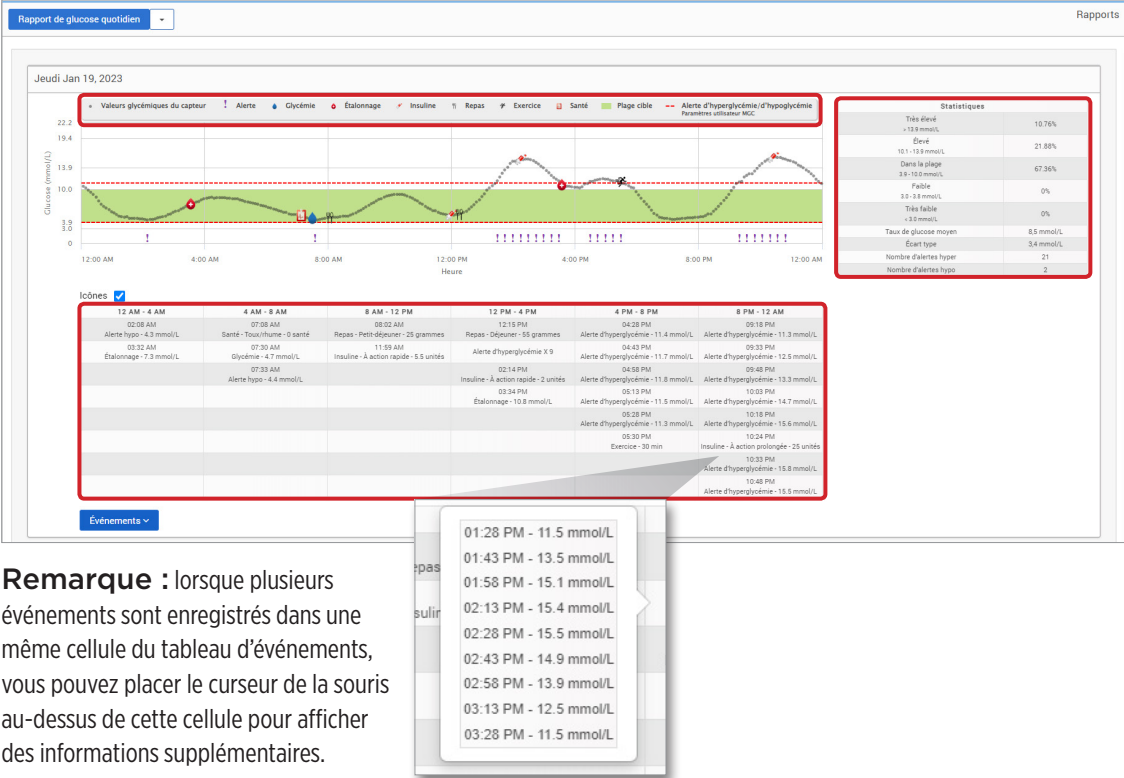 Rapport de glucose quotidien
Rapports
Jeudi Jan 19, 2023
Valeurs glycémiques du capteur ! Alerte Glycémie Étalonnage Insuline Repas Exercice Santé Plage cible Alerte d'hyperglycémie/d'hypoglycémie
Paramètres utilisateur MGC
Glucose (mmol/L)
22.2
19.4
13.9
10.0
3.9
3.0
0
! ! ! ! ! ! ! ! ! ! ! ! ! ! ! ! ! ! ! ! ! ! !
12:00 AM 4:00 AM 8:00 AM 12:00 PM 4:00 PM 8:00 PM 12:00 AM
Heure
Statistiques
Très élevé
> 13.9 mmol/L
10.76%
Élevé
10.1 - 13.9 mmol/L
21.88%
Dans la plage
3.9 - 10.0 mmol/L
67.36%
Faible
3.0 - 3.8 mmol/L
0%
Très faible
< 3.0 mmol/L
0%
Taux de glucose moyen 8,5 mmol/L
Écart type 3,4 mmol/L
Nombre d'alertes hyper 21
Nombre d'alertes hypo 2
Icônes
12 AM - 4 AM 4 AM - 8 AM 8 AM - 12 PM 12 PM - 4 PM 4 PM - 8 PM 8 PM - 12 AM
02:08 AM 07:08 AM 08:02 AM 12:15 PM 04:28 PM 09:18 PM
Alerte hypo - 4.3 mmol/L Santé - Toux/rhume - 0 santé Repas - Petit-déjeuner - 25 grammes Repas - Déjeuner - 55 grammes Alerte d'hyperglycémie - 11.4 mmol/L Alerte d'hyperglycémie - 11.3 mmol/L
03:32 AM 07:30 AM 11:59 AM Alerte d'hyperglycémie X 9 04:43 PM 09:33 PM
Étalonnage - 7.3 mmol/L Glycémie - 4.7 mmol/L Insuline - À action rapide - 5.5 unités Alerte d'hyperglycémie - 11.7 mmol/L Alerte d'hyperglycémie - 12.5 mmol/L
07:33 AM 02:14 PM 04:58 PM 09:48 PM
Alerte hypo - 4.4 mmol/L Insuline - À action rapide - 2 unités Alerte d'hyperglycémie - 11.8 mmol/L Alerte d'hyperglycémie - 13.3 mmol/L
03:34 PM 05:13 PM 10:03 PM
Étalonnage - 10.8 mmol/L Alerte d'hyperglycémie - 11.5 mmol/L Alerte d'hyperglycémie - 14.7 mmol/L
05:28 PM 10:18 PM
Alerte d'hyperglycémie - 11.3 mmol/L Alerte d'hyperglycémie - 15.6 mmol/L
05:30 PM 10:24 PM
Exercice - 30 min Insuline - À action prolongée - 25 unités
10:33 PM
Alerte d'hyperglycémie - 15.8 mmol/L
10:48 PM
Alerte d'hyperglycémie - 15.5 mmol/L
Événements
epas
sulin
01:28 PM - 11.5 mmol/L
01:43 PM - 13.5 mmol/L
01:58 PM - 15.1 mmol/L
02:13 PM - 15.4 mmol/L
02:28 PM - 15.5 mmol/L
02:43 PM - 14.9 mmol/L
02:58 PM - 13.9 mmol/L
03:13 PM - 12.5 mmol/L
03:28 PM - 11.5 mmol/L
Remarque : lorsque plusieurs
événements sont enregistrés dans une
même cellule du tableau d'événements,
vous pouvez placer le curseur de la souris
au-dessus de cette cellule pour afficher
des informations supplémentaires.